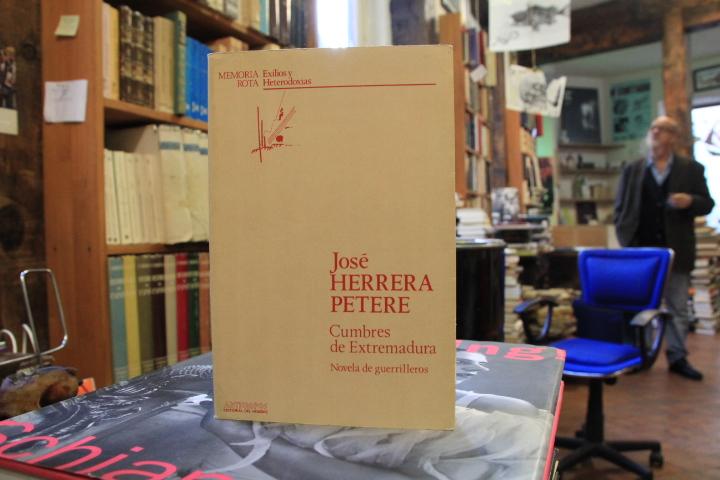 MEMORIA Exilios y
ROTA Heterodoxias
José
HERRERA
PETERE
Cumbres
de Extremadura
Novela de guerrilleros
ANTHROPOS
EDITORIAL DEL HOMBRE